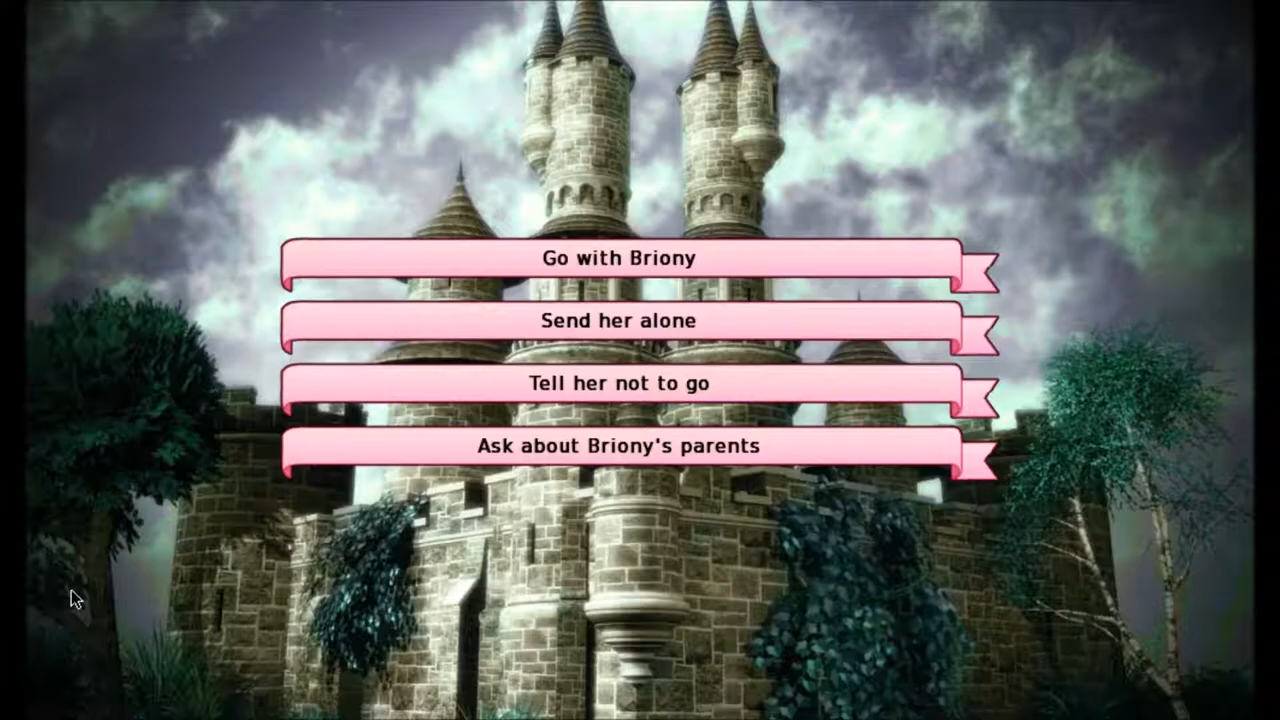 Go with Briony
Send her alone
Tell her not to go
Ask about Briony's parents